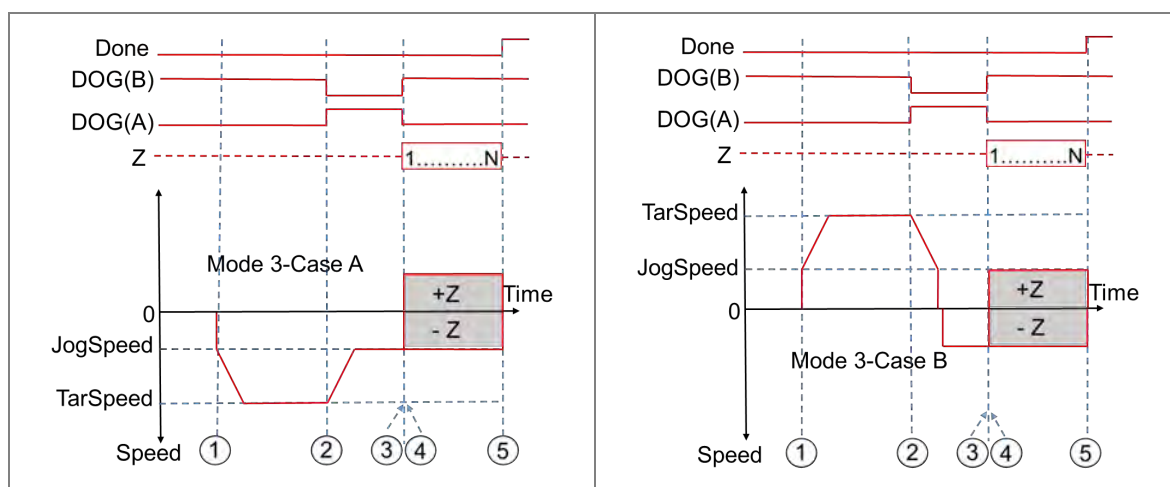 Done
DOG(B)
DOG(A)
Z
1..........N
Mode 3-Case A
+Z
Time
0
- Z
JogSpeed
TarSpeed
Speed
1
2
3
4
5
Done
DOG(B)
DOG(A)
Z
1..........N
TarSpeed
JogSpeed
+Z
Time
0
- Z
Mode 3-Case B
Speed
1
2
3
4
5